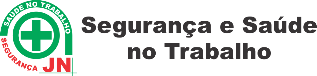 SAÚDE NO TRABALHO
SEGURANÇA JN
Segurança e Saúde
no Trabalho